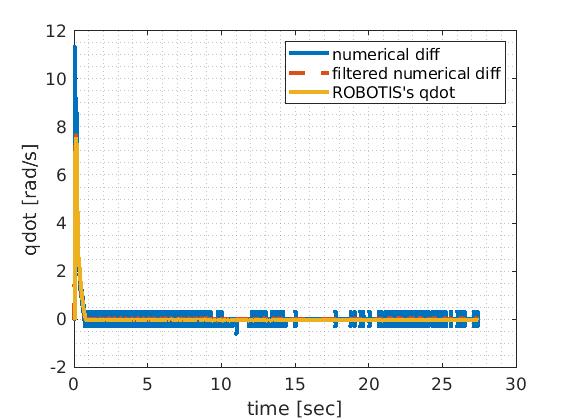 12
10
8
6
4
2
0
-2
qdot [rad/s]
numerical diff
filtered numerical diff
ROBOTIS's qdot
0 5 10 15 20 25 30
time [sec]